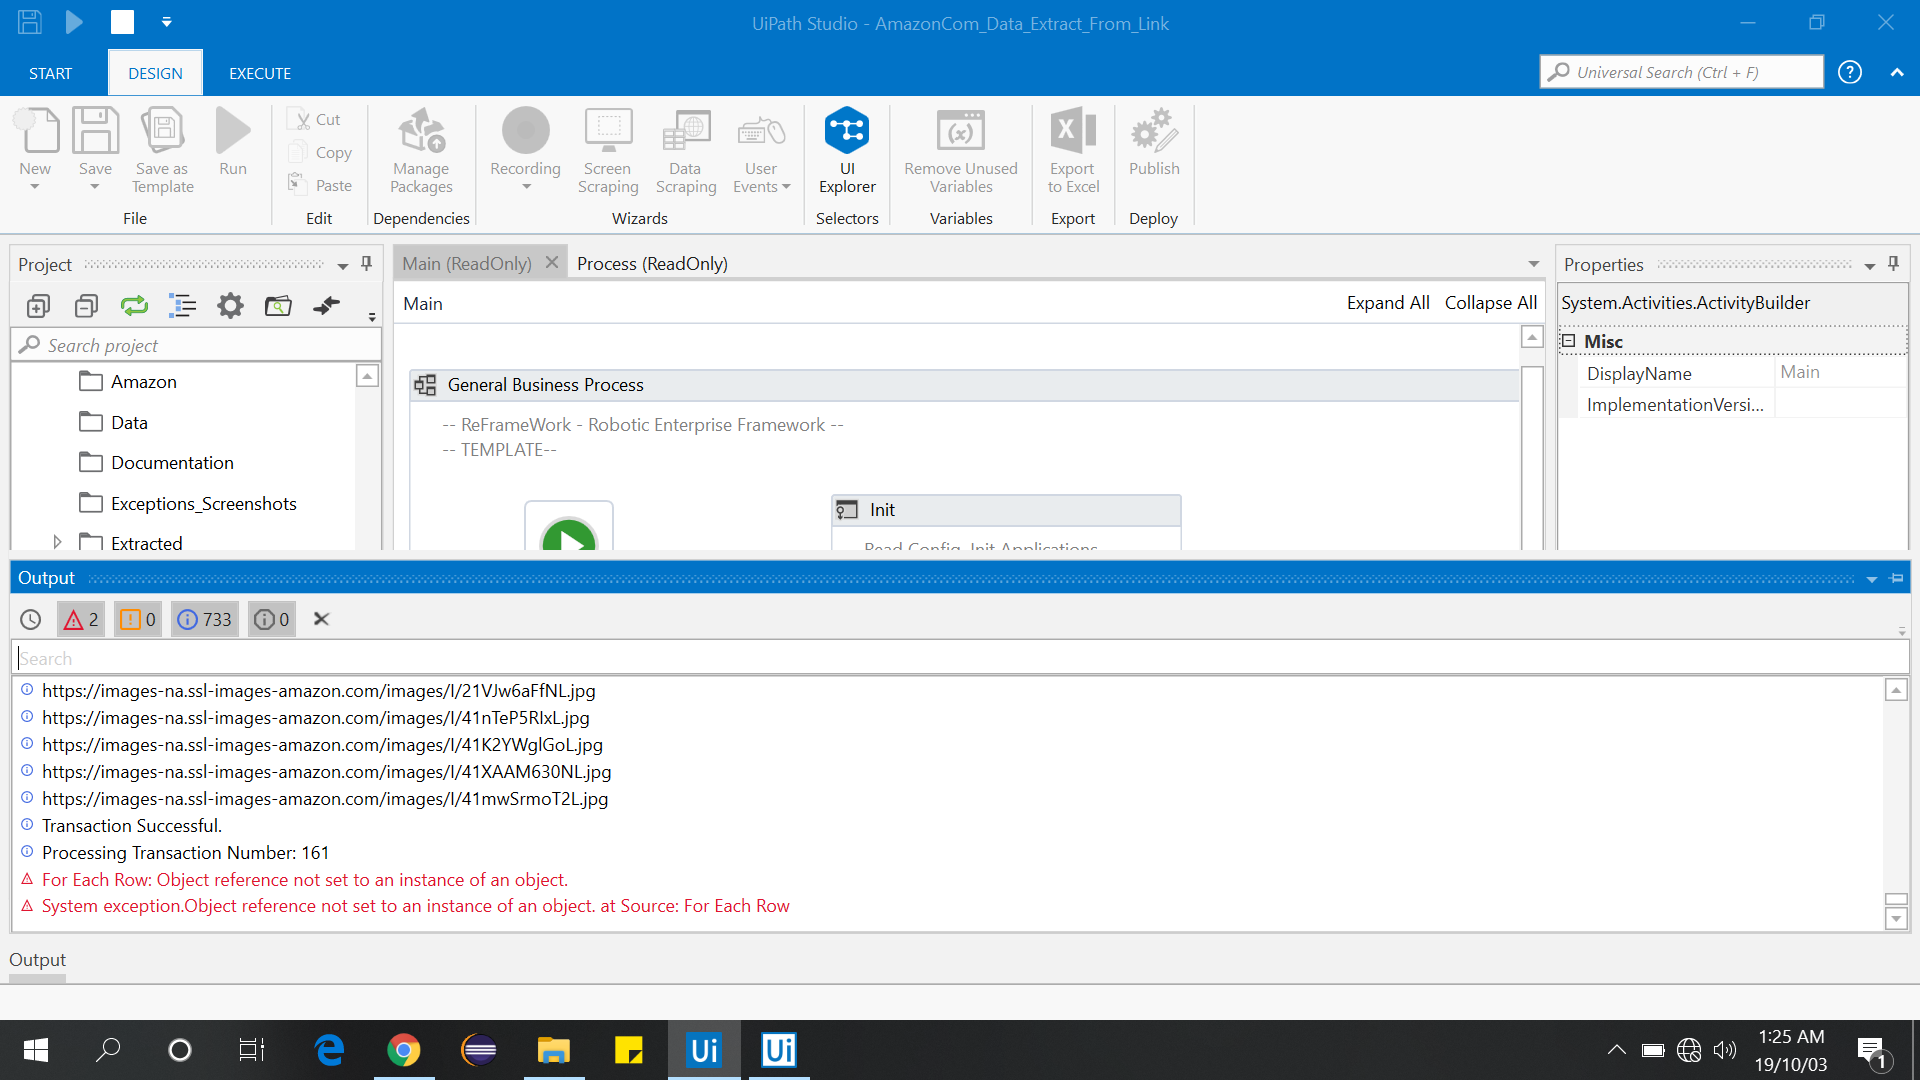 UiPath Studio - AmazonCom_Data_Extract_From_Link
START
DESIGN
EXECUTE
Universal Search (Ctrl + F)
New
Save
Save as
Template
Run
File
Cut
Copy
Paste
Edit
Manage
Packages
Dependencies
Recording
Screen
Scraping
Data
Scraping
User
Events
Wizards
UI
Explorer
Selectors
Remove Unused
Variables
Variables
Export
to Excel
Export
Publish
Deploy
Project
Search project
Amazon
Data
Documentation
Exceptions_Screenshots
Extracted
Main (ReadOnly)
Process (ReadOnly)
Main
Expand All
Collapse All
General Business Process
-- ReFrameWork - Robotic Enterprise Framework --
-- TEMPLATE--
Init
Read Config, Init Applications
Properties
System.Activities.ActivityBuilder
Misc
DisplayName
Main
ImplementationVersi...
Output
2
0
733
0
Search
https://images-na.ssl-images-amazon.com/images/I/21VJw6aFfNL.jpg
https://images-na.ssl-images-amazon.com/images/I/41nTeP5RIxL.jpg
https://images-na.ssl-images-amazon.com/images/I/41K2YWglGoL.jpg
https://images-na.ssl-images-amazon.com/images/I/41XAAM630NL.jpg
https://images-na.ssl-images-amazon.com/images/I/41mwSrmoT2L.jpg
Transaction Successful.
Processing Transaction Number: 161
For Each Row: Object reference not set to an instance of an object.
System exception.Object reference not set to an instance of an object. at Source: For Each Row
Output
Ui
Ui
1:25 AM
19/10/03
1